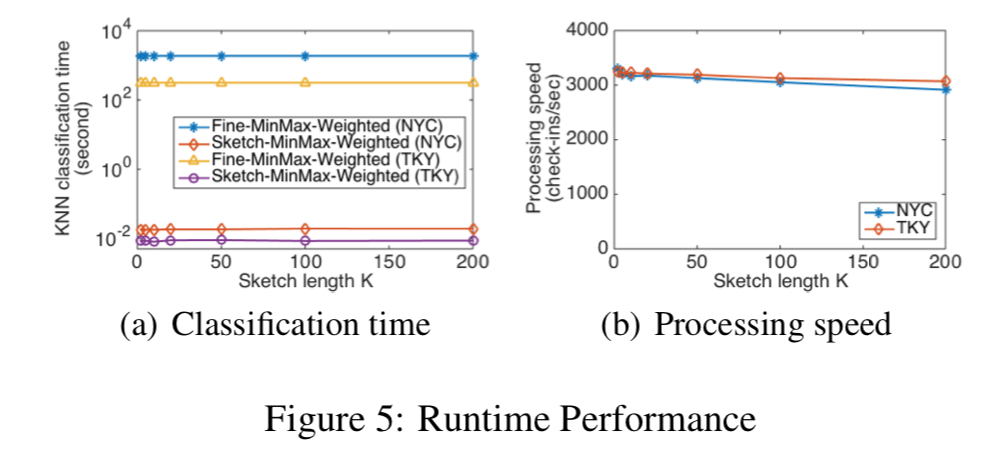 10^4
10^2
10^0
10^-2
KNN classification time
(second)
Fine-MinMax-Weighted (NYC)
Sketch-MinMax-Weighted (NYC)
Fine-MinMax-Weighted (TKY)
Sketch-MinMax-Weighted (TKY)
0 50 100 150 200
Sketch length K
(a) Classification time
4000
3000
2000
1000
0
Processing speed
(check-ins/sec)
NYC
TKY
0 50 100 150 200
Sketch length K
(b) Processing speed
Figure 5: Runtime Performance